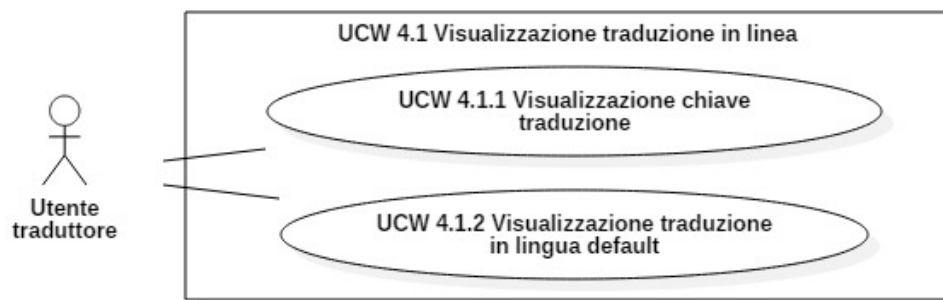 UCW 4.1 Visualizzazione traduzione in linea
UCW 4.1.1 Visualizzazione chiave
traduzione
Utente
traduttore
UCW 4.1.2 Visualizzazione traduzione
in lingua default